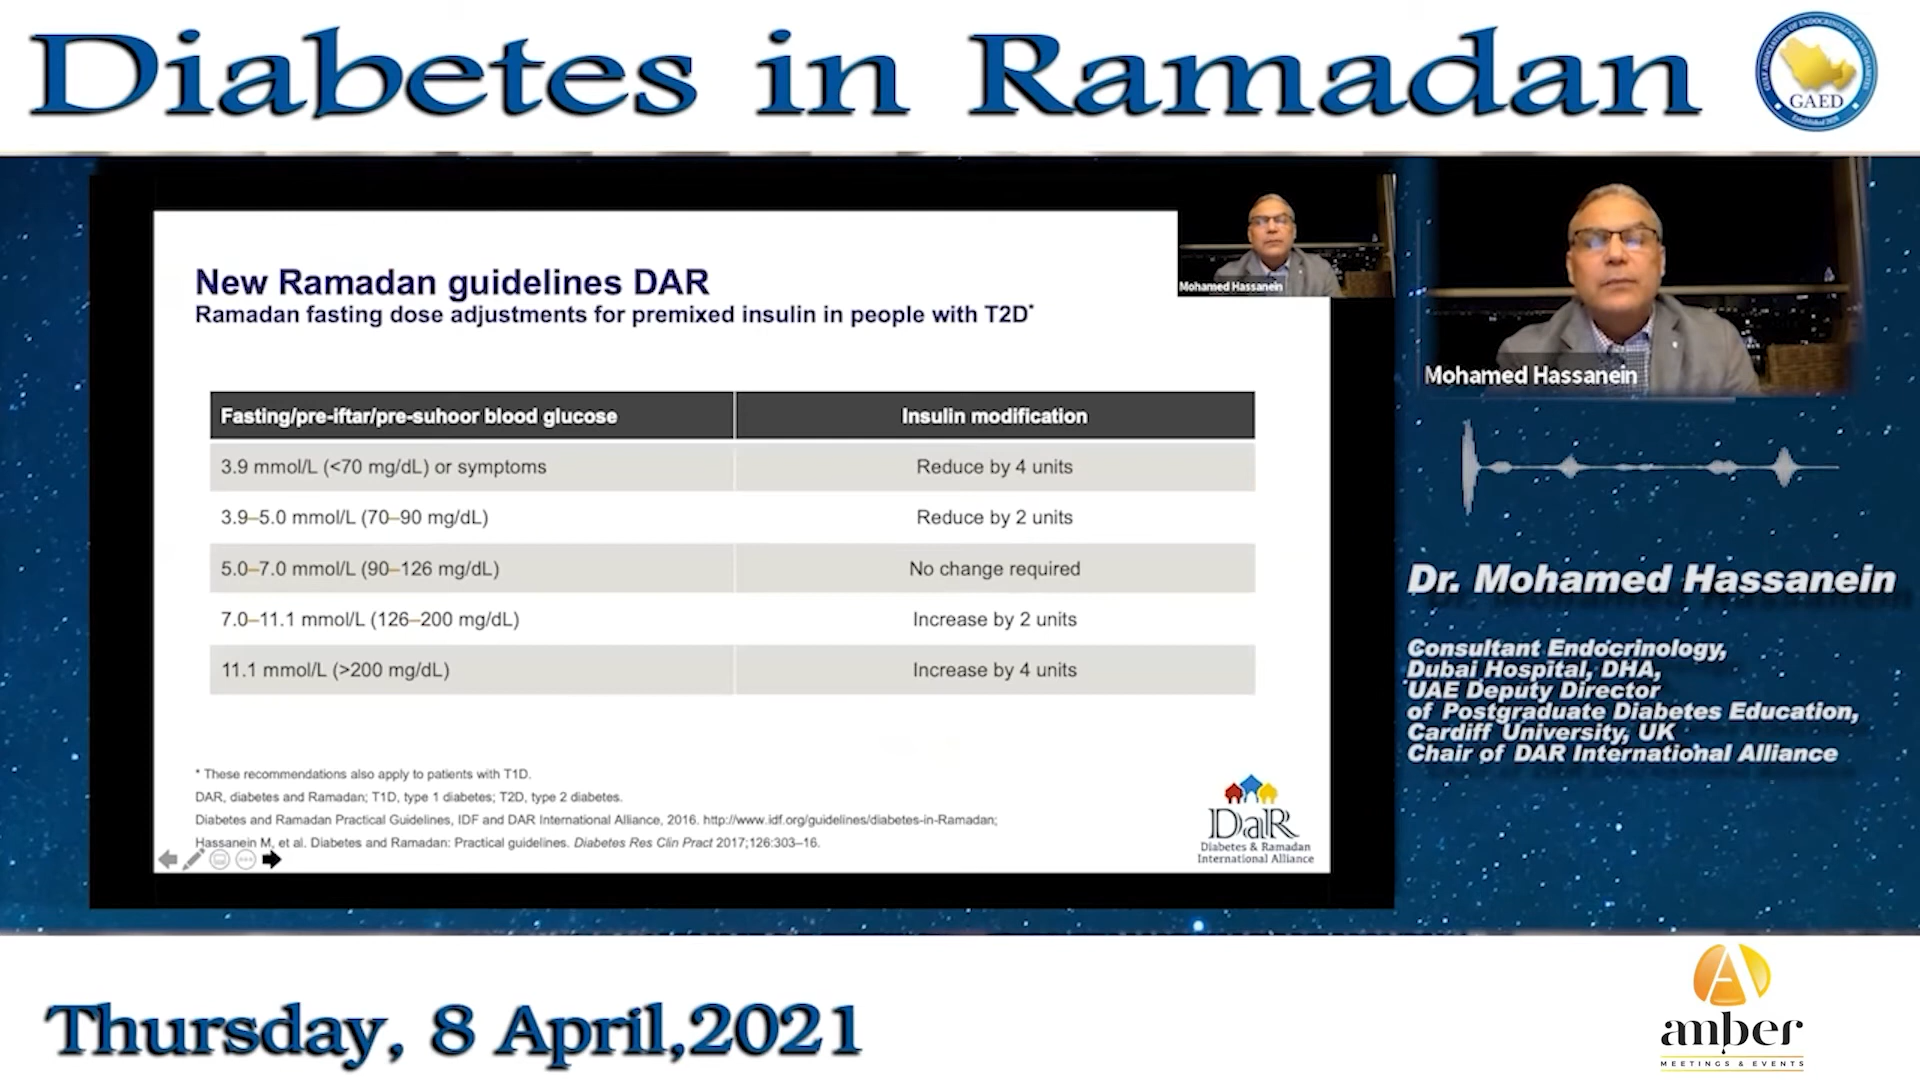 Diabetes in Ramadan
GAED
New Ramadan guidelines DAR
Ramadan fasting dose adjustments for premixed insulin in people with T2D*
Mohamed Hassanein
Mohamed Hassanein
Fasting/pre-iftar/pre-suhoor blood glucose Insulin modification
3.9 mmol/L (<70 mg/dL) or symptoms Reduce by 4 units
3.9–5.0 mmol/L (70–90 mg/dL) Reduce by 2 units
5.0–7.0 mmol/L (90–126 mg/dL) No change required
7.0–11.1 mmol/L (126–200 mg/dL) Increase by 2 units
11.1 mmol/L (>200 mg/dL) Increase by 4 units
* These recommendations also apply to patients with T1D.
DAR, diabetes and Ramadan; T1D, type 1 diabetes; T2D, type 2 diabetes.
Diabetes and Ramadan Practical Guidelines, IDF and DAR International Alliance, 2016. http://www.idf.org/guidelines/diabetes-in-Ramadan;
Hassanein M, et al. Diabetes and Ramadan: Practical guidelines. Diabetes Res Clin Pract 2017;126:303–16.
DaR
Diabetes & Ramadan
International Alliance
Dr. Mohamed Hassanein
Consultant Endocrinology,
Dubai Hospital, DHA,
UAE Deputy Director
of Postgraduate Diabetes Education,
Cardiff University, UK
Chair of DAR International Alliance
Thursday, 8 April,2021
A
amber
MEETINGS & EVENTS